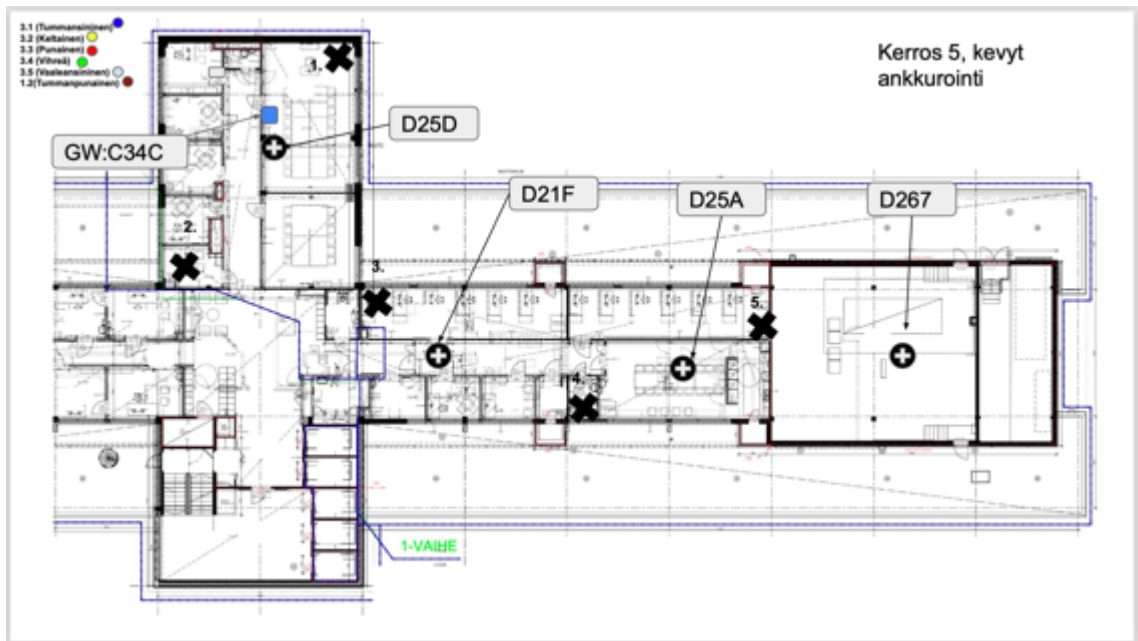 3.1 (Tummansininen)
3.2 (Keltainen)
3.3 (Punainen)
3.4 (Vihreä)
3.5 (Vaaleansininen)
1.2(Tummanpunainen)
Kerros 5, kevyt
ankkurointi
1.
D25D
GW:C34C
D21F
D25A
D267
2.
3.
5.
4.
1-VAIHE